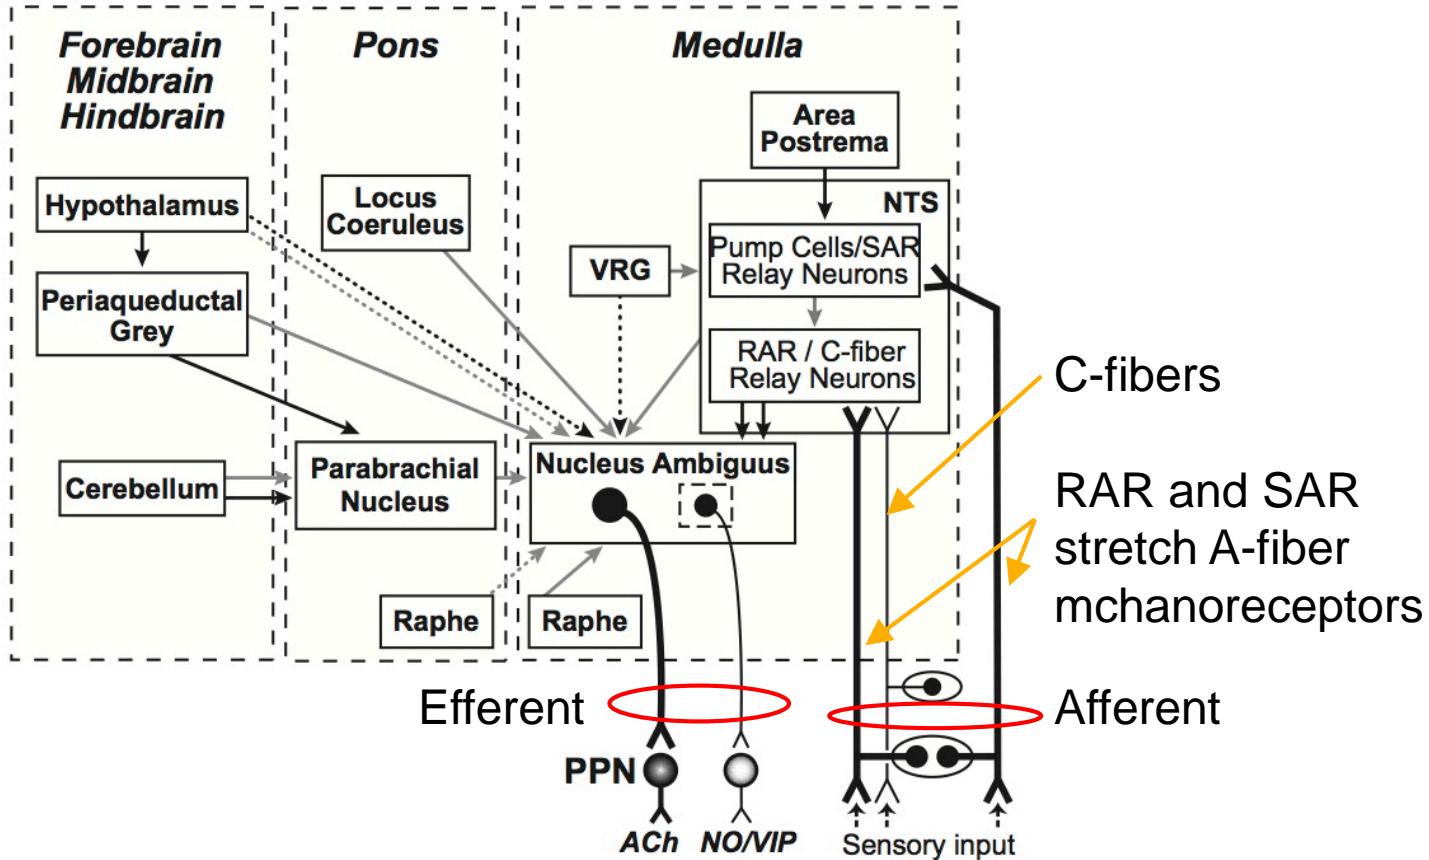 Forebrain
Midbrain
Hindbrain
Pons
Medulla
Area
Postrema
Hypothalamus
Locus
Coeruleus
NTS
Pump Cells/SAR
Relay Neurons
VRG
Periaqueductal
Grey
RAR / C-fiber
Relay Neurons
C-fibers
Cerebellum
Parabrachial
Nucleus
Nucleus Ambiguus
RAR and SAR
stretch A-fiber
mchanoreceptors
Raphe
Raphe
Efferent
Afferent
PPN
ACh
NO/VIP
Sensory input